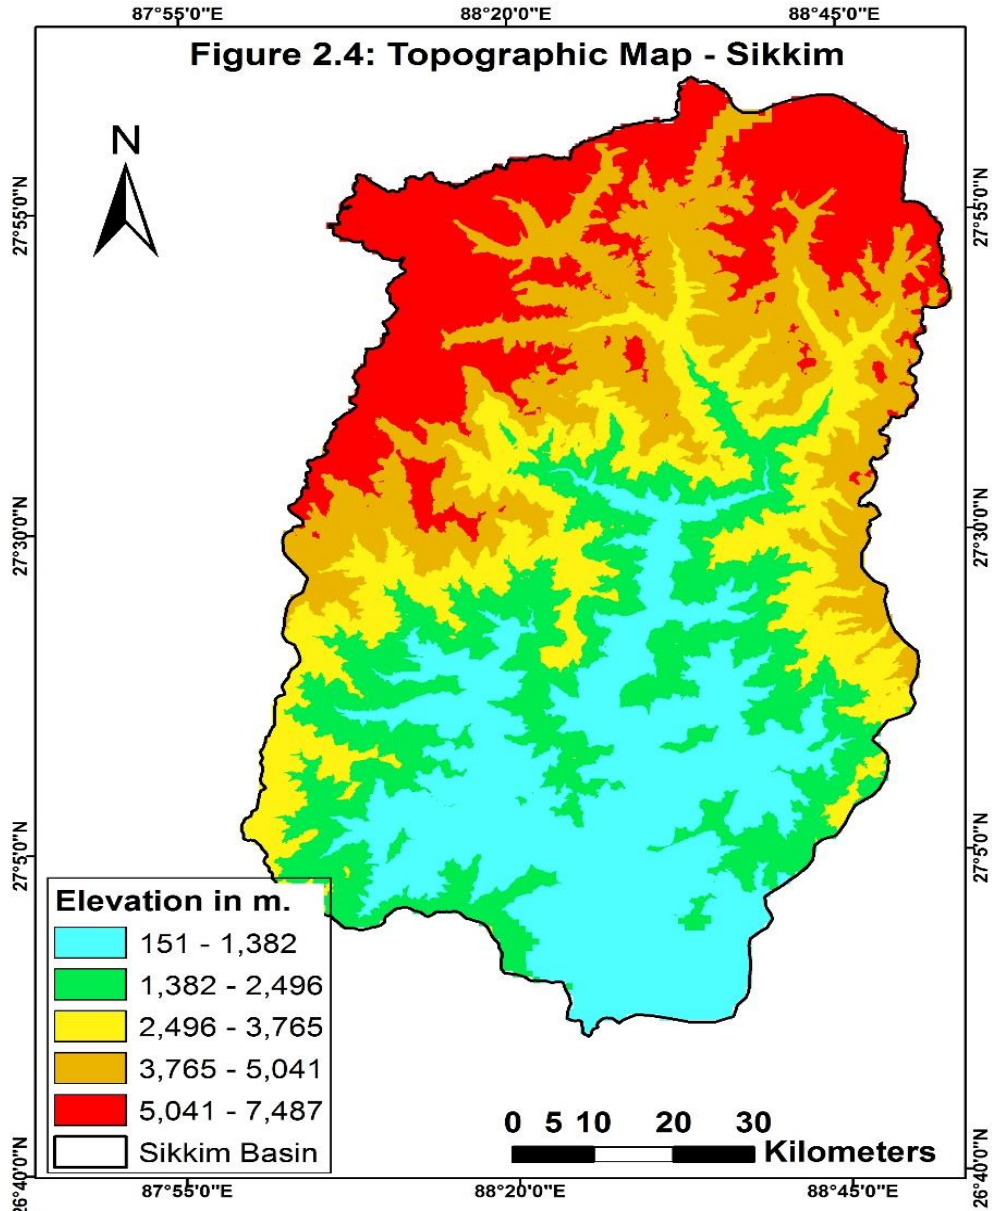 87°55'0"E 88°20'0"E 88°45'0"E
Figure 2.4: Topographic Map - Sikkim
N
27°55'0"N 27°55'0"N
27°30'0"N 27°30'0"N
27°5'0"N 27°5'0"N
Elevation in m.
151 - 1,382
1,382 - 2,496
2,496 - 3,765
3,765 - 5,041
5,041 - 7,487
Sikkim Basin
0 5 10 20 30
Kilometers
26°40'0"N 26°40'0"N
87°55'0"E 88°20'0"E 88°45'0"E